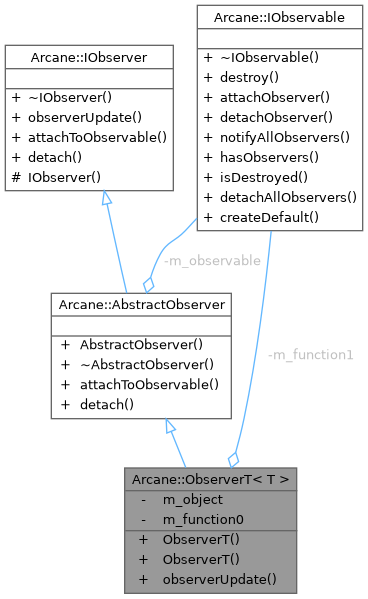 Arcane::IObserver
+ ~IObserver()
+ observerUpdate()
+ attachToObservable()
+ detach()
# IObserver()
Arcane::IObservable
+ ~IObservable()
+ destroy()
+ attachObserver()
+ detachObserver()
+ notifyAllObservers()
+ hasObservers()
+ isDestroyed()
+ detachAllObservers()
+ createDefault()
-m_observable
Arcane::AbstractObserver
+ AbstractObserver()
+ ~AbstractObserver()
+ attachToObservable()
+ detach()
-m_function1
Arcane::ObserverT< T >
- m_object
- m_function0
+ ObserverT()
+ ObserverT()
+ observerUpdate()